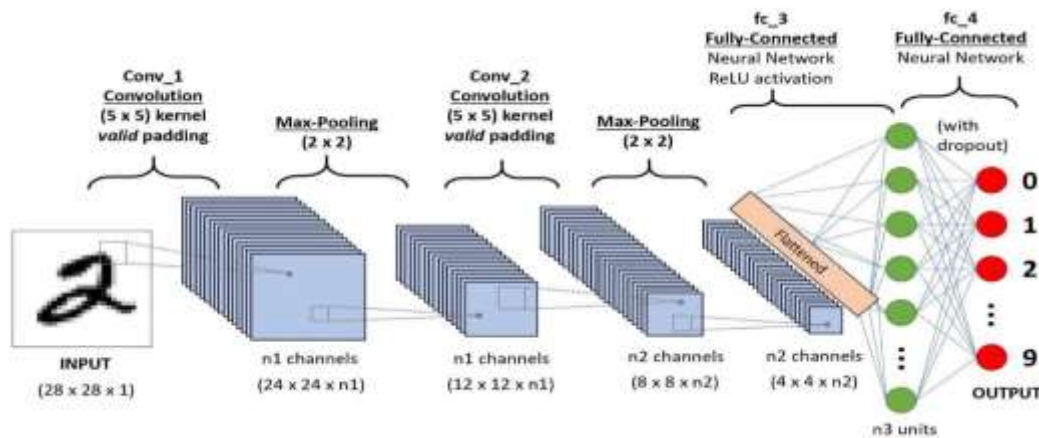 fc_3
Fully-Connected
Neural Network
ReLU activation
fc_4
Fully-Connected
Neural Network
Conv_1
Convolution
(5 x 5) kernel
valid padding
Max-Pooling
(2 x 2)
Conv_2
Convolution
(5 x 5) kernel
valid padding
Max-Pooling
(2 x 2)
(with
dropout)
Flattened
0
1
2
9
INPUT
(28 x 28 x 1)
n1 channels
(24 x 24 x n1)
n1 channels
(12 x 12 x n1)
n2 channels
(8 x 8 x n2)
n2 channels
(4 x 4 x n2)
OUTPUT
n3 units